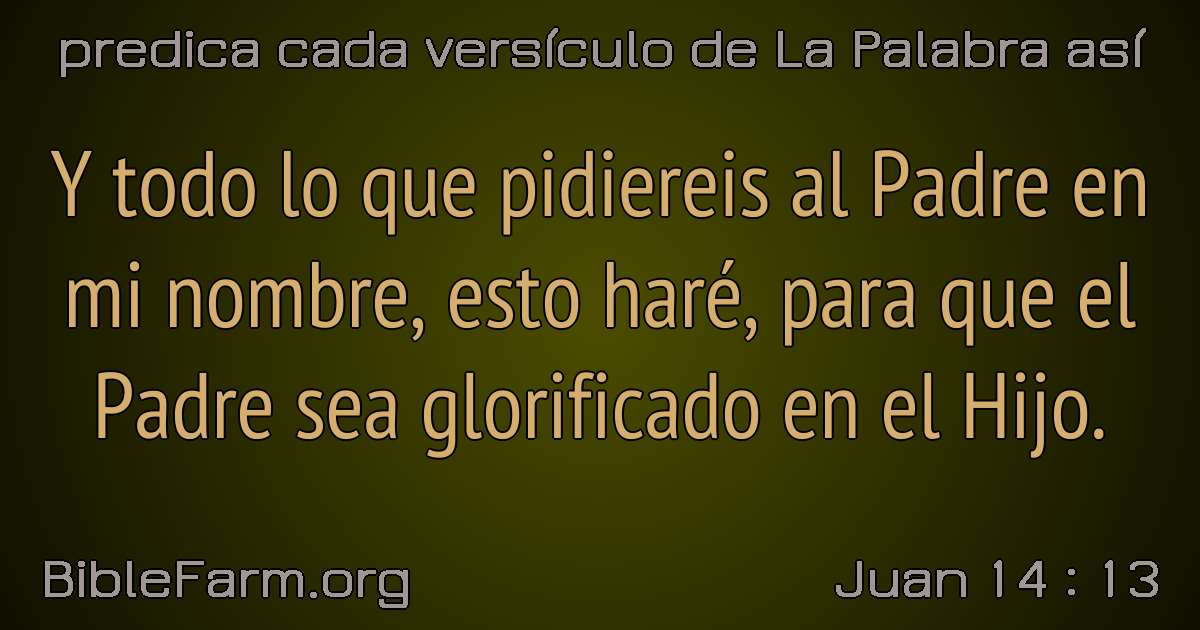 predica cada versículo de La Palabra así
Y todo lo que pidiereis al Padre en
mi nombre, esto haré, para que el
Padre sea glorificado en el Hijo.
BibleFarm.org
Juan 14 : 13